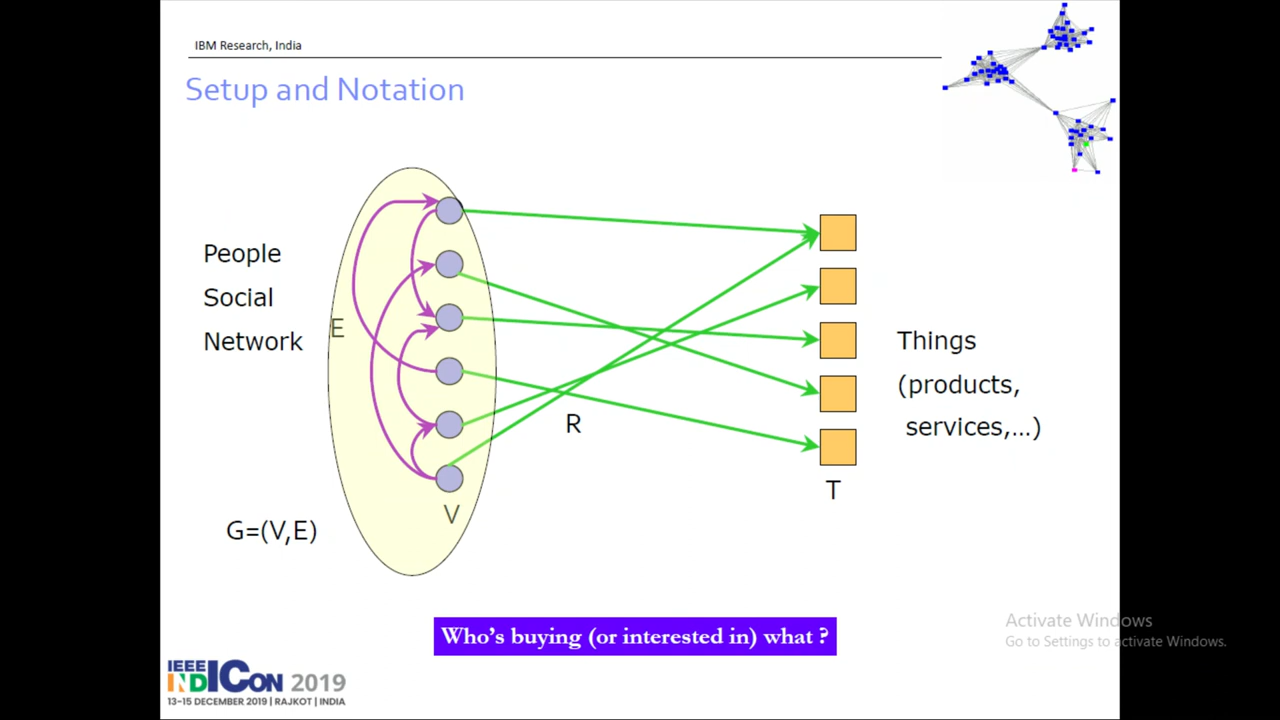 IBM Research, India
Setup and Notation
People
Social
Network
E
V
G=(V,E)
R
Things
(products,
services,...)
T
Who's buying (or interested in) what ?
Activate Windows
Go to Settings to activate Windows.
IEEE
INDICON 2019
13-15 DECEMBER 2019 | RAJKOT | INDIA